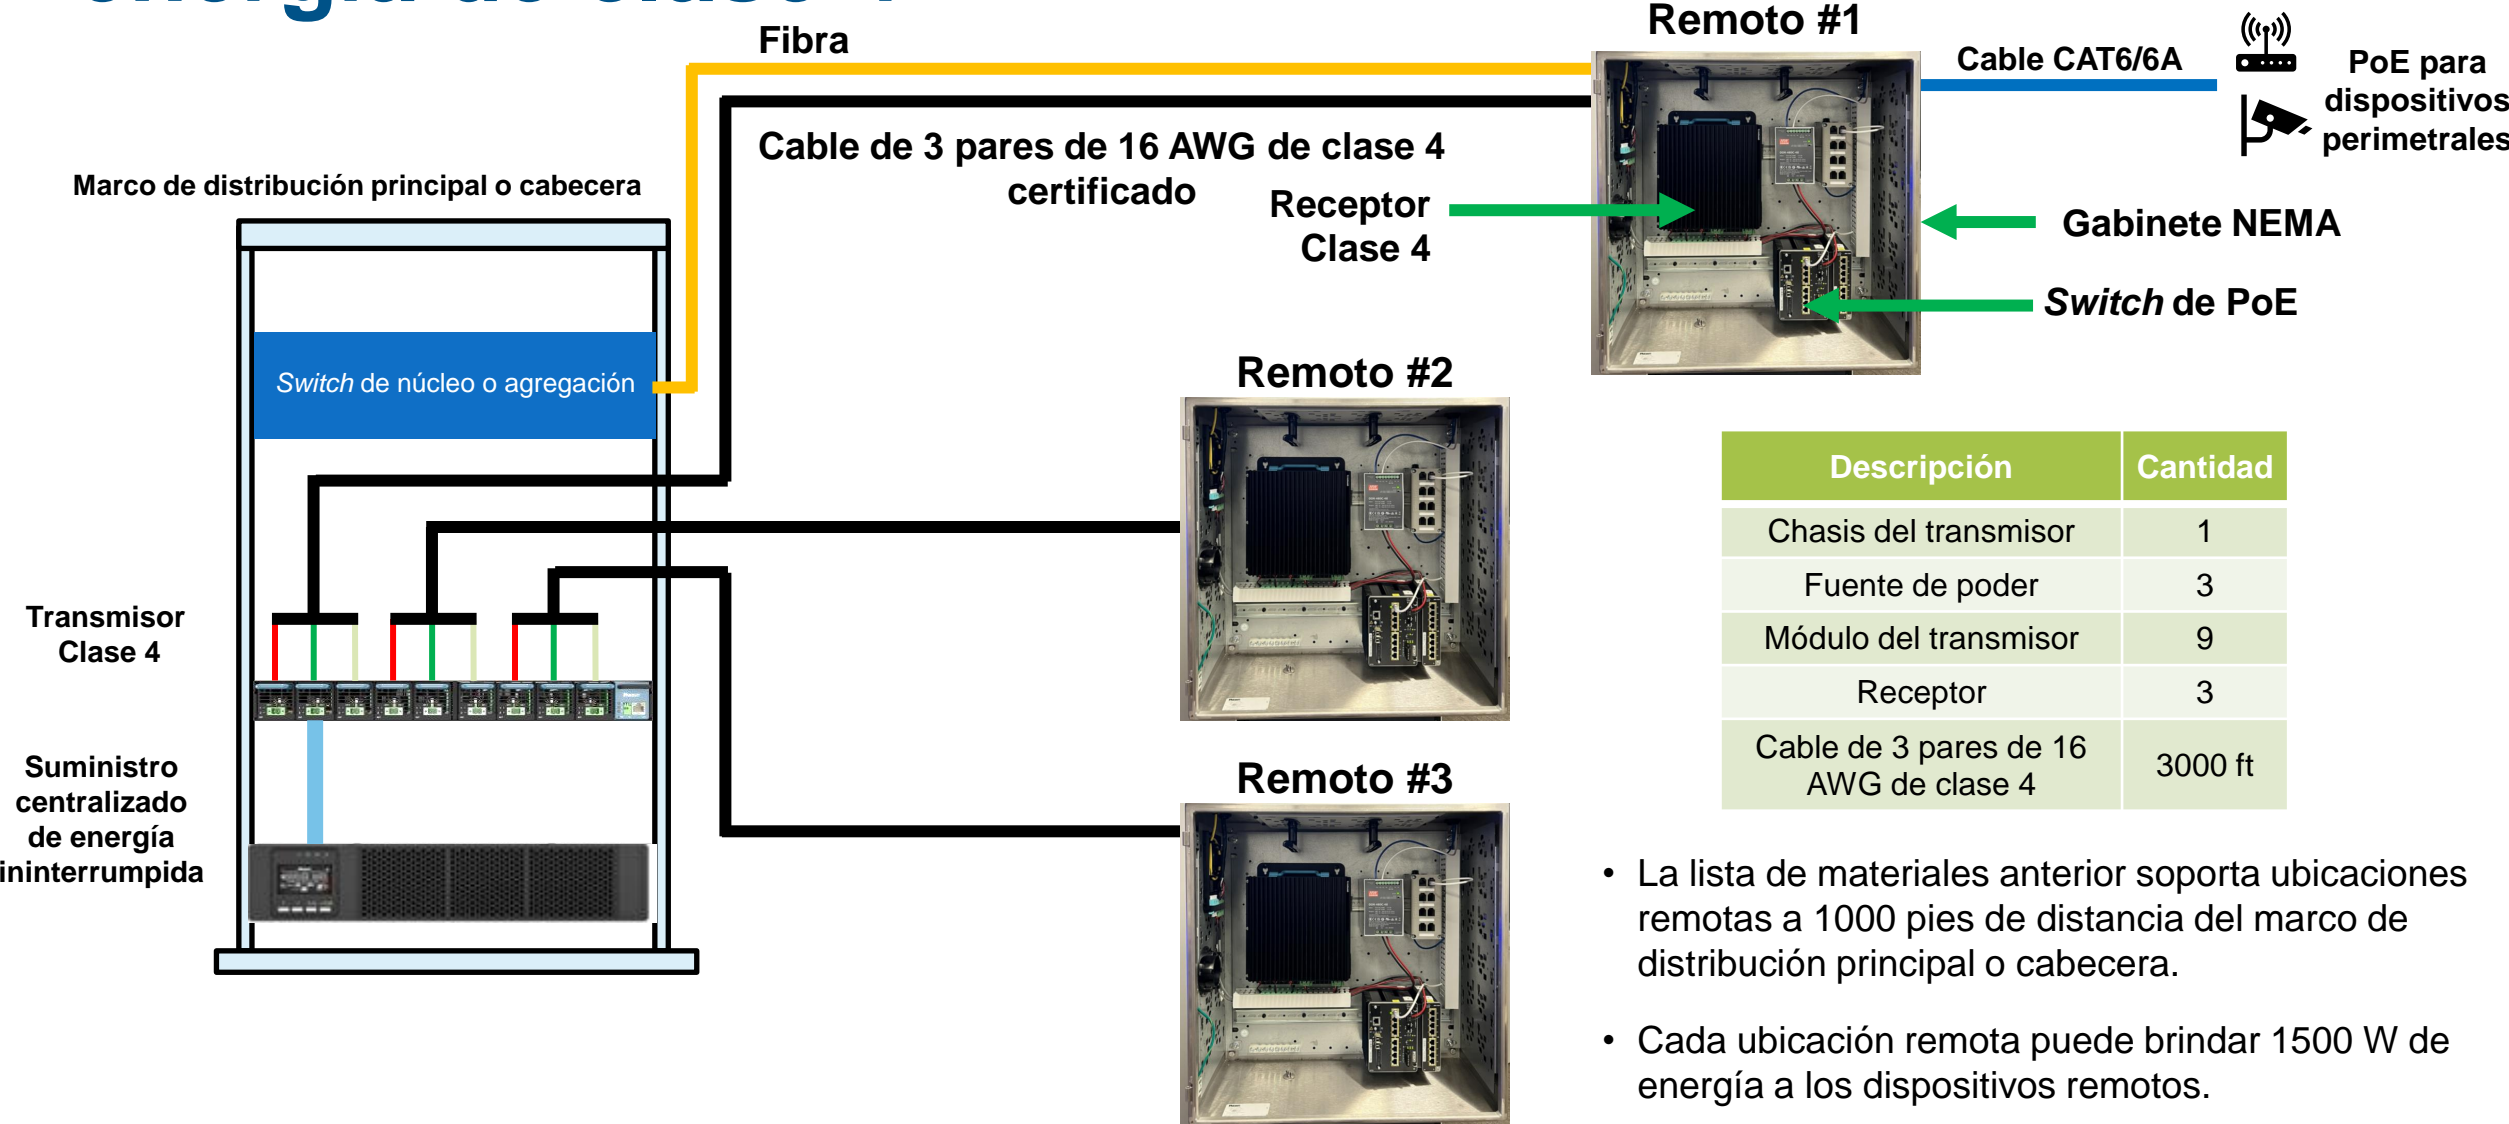 Fibra
Remoto #1
Cable CAT6/6A
PoE para
dispositivos
perimetrales
Cable de 3 pares de 16 AWG de clase 4
certificado
Marco de distribución principal o cabecera
Receptor
Clase 4
Gabinete NEMA
Switch de PoE
Switch de núcleo o agregación
Remoto #2
Transmisor
Clase 4
Suministro
centralizado
de energía
ininterrumpida
Remoto #3
Descripción Cantidad
Chasis del transmisor 1
Fuente de poder 3
Módulo del transmisor 9
Receptor 3
Cable de 3 pares de 16
AWG de clase 4 3000 ft
• La lista de materiales anterior soporta ubicaciones
remotas a 1000 pies de distancia del marco de
distribución principal o cabecera.
• Cada ubicación remota puede brindar 1500 W de
energía a los dispositivos remotos.